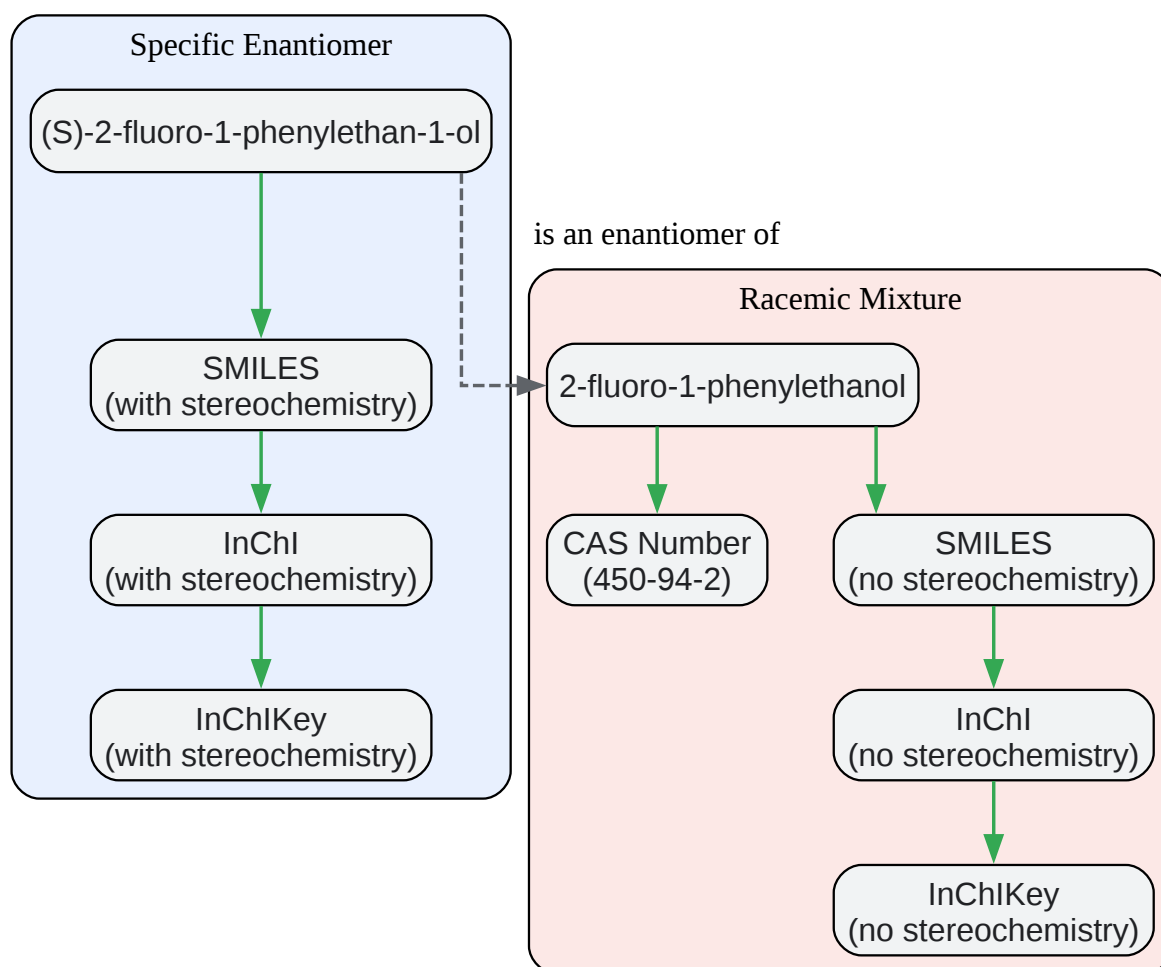 Specific Enantiomer
(S)-2-fluoro-1-phenylethan-1-ol
SMILES
(with stereochemistry)
InChI
(with stereochemistry)
InChIKey
(with stereochemistry)
is an enantiomer of
Racemic Mixture
2-fluoro-1-phenylethanol
CAS Number
(450-94-2)
SMILES
(no stereochemistry)
InChI
(no stereochemistry)
InChIKey
(no stereochemistry)